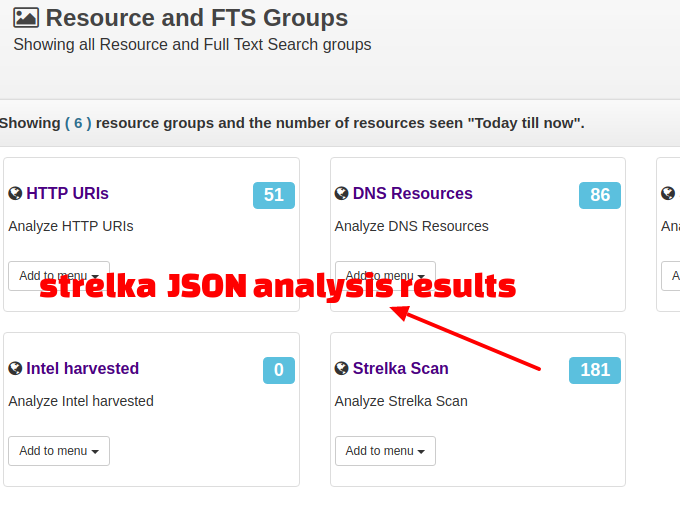 Resource and FTS Groups
Showing all Resource and Full Text Search groups
Showing ( 6 ) resource groups and the number of resources seen "Today till now".
HTTP URIs 51
Analyze HTTP URIs
Add to menu
DNS Resources 86
Analyze DNS Resources
Add to menu
An
A
strelka JSON analysis results
Intel harvested 0
Analyze Intel harvested
Add to menu
Strelka Scan 181
Analyze Strelka Scan
Add to menu